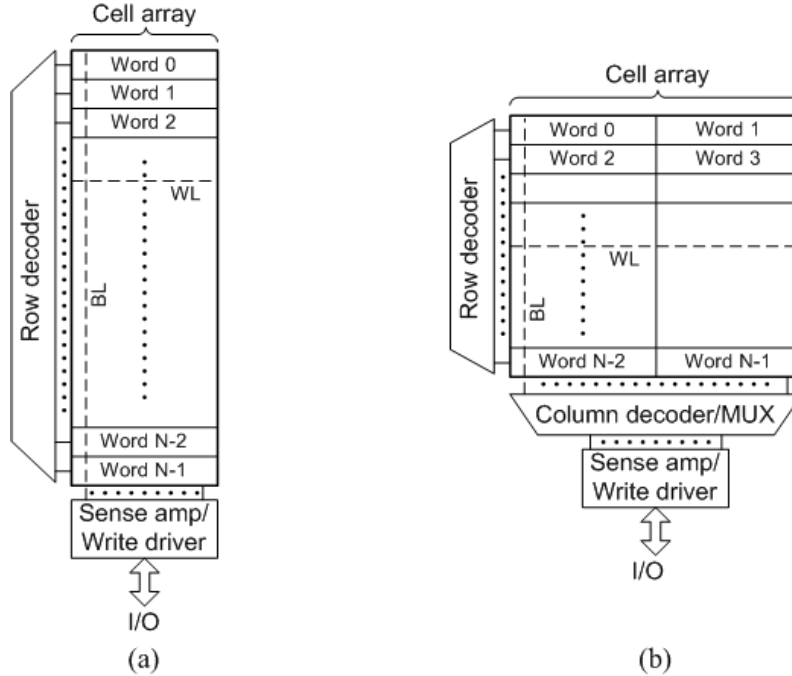 Cell array
Word 0
Word 1
Word 2
WL
Row decoder
BL
Word N-2
Word N-1
Sense amp/
Write driver
I/O
(a)
Cell array
Word 0 Word 1
Word 2 Word 3
Row decoder
WL
BL
Word N-2 Word N-1
Column decoder/MUX
Sense amp/
Write driver
I/O
(b)